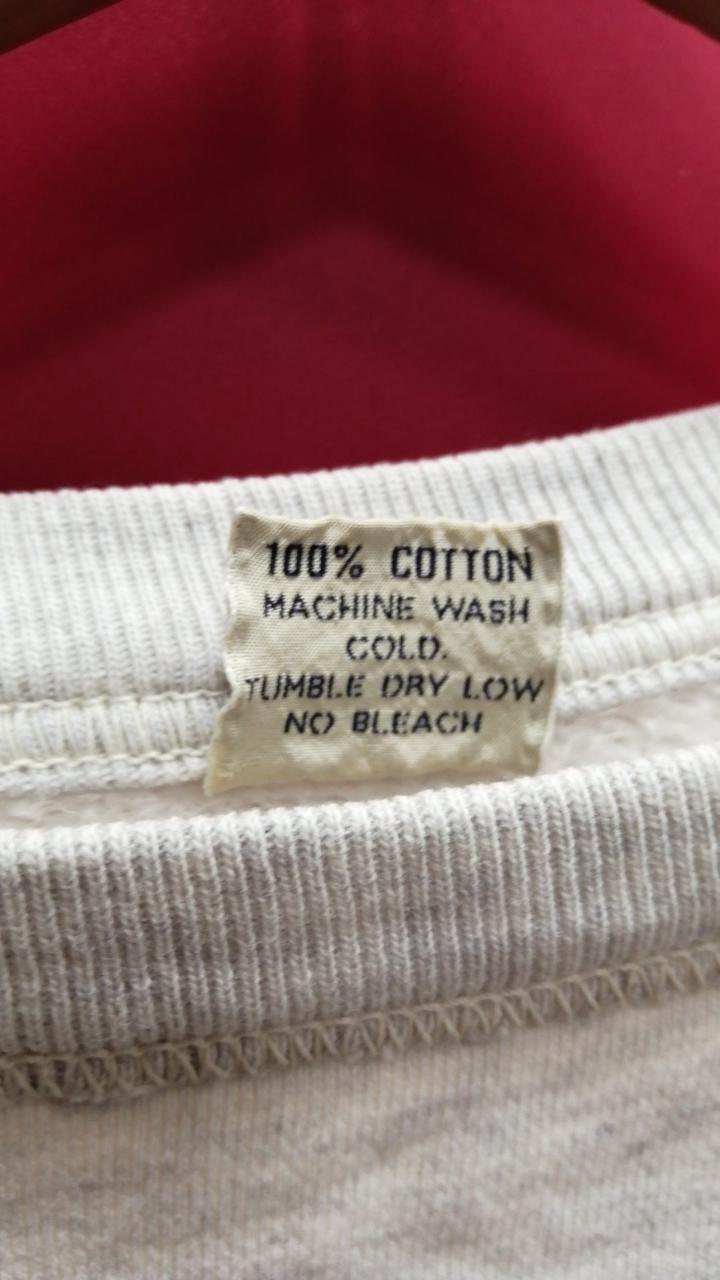 100% COTTON
MACHINE WASH
COLD.
TUMBLE DRY LOW
NO BLEACH